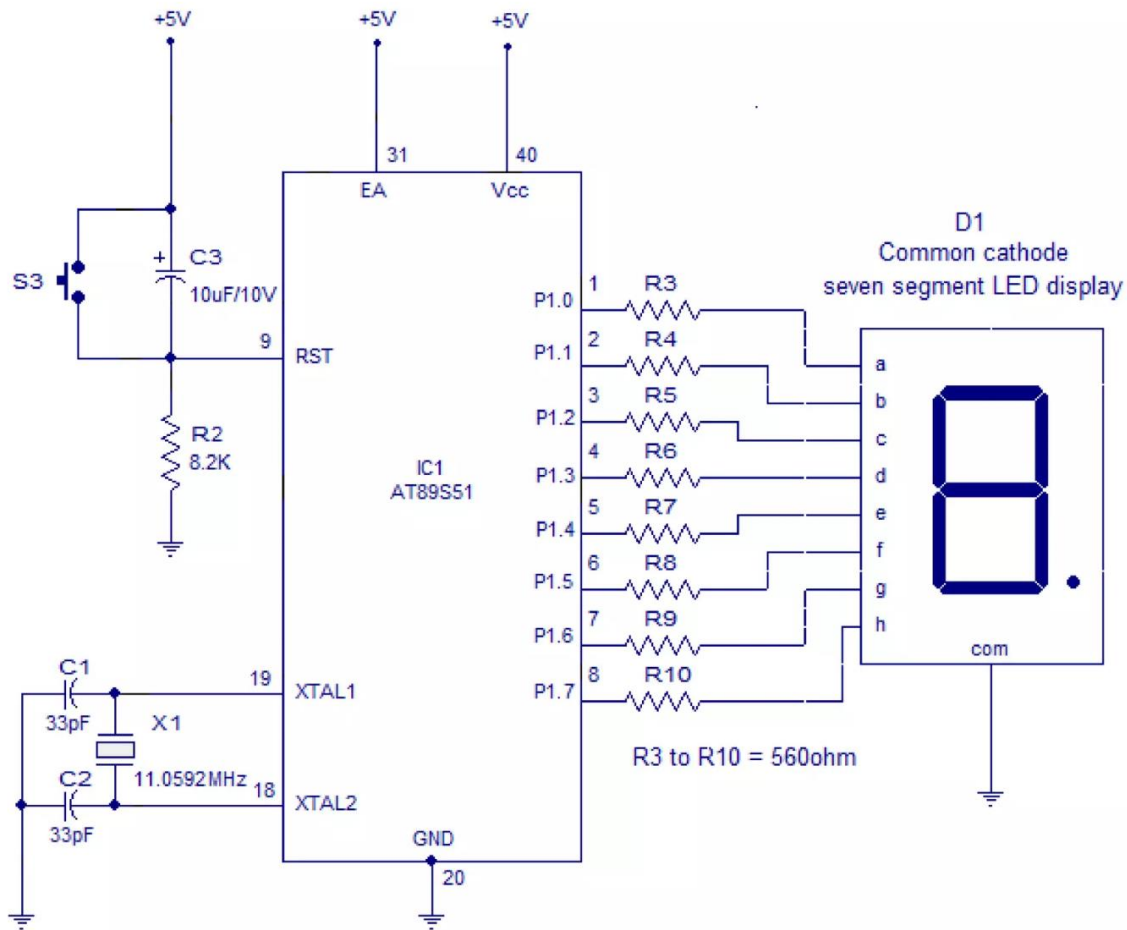 +5V
+5V
+5V
31
40
EA
Vcc
S3
+
C3
10uF/10V
9
RST
R2
8.2K
IC1
AT89S51
P1.0
1
R3
P1.1
2
R4
P1.2
3
R5
P1.3
4
R6
P1.4
5
R7
P1.5
6
R8
P1.6
7
R9
P1.7
8
R10
R3 to R10 = 560ohm
D1
Common cathode
seven segment LED display
a
b
c
d
e
f
g
h
com
C1
33pF
19
XTAL1
X1
11.0592MHz
C2
33pF
18
XTAL2
GND
20